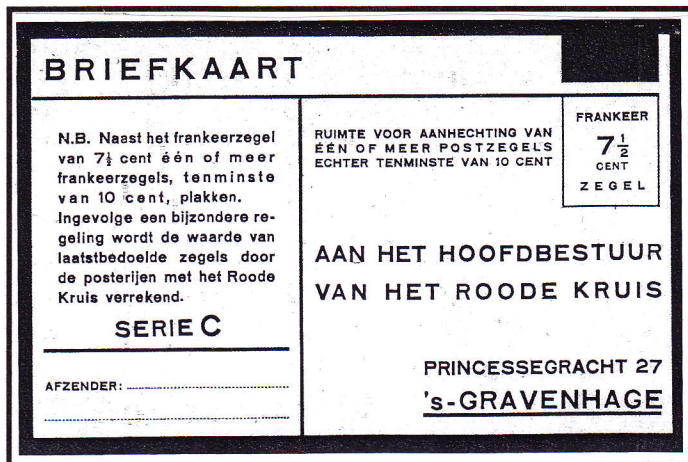 BRIEFKAART
N.B. Naast het frankeerzegel
van 7½ cent één of meer
frankeerzegels, tenminste
van 10 cent, plakken.
Ingevolge een bijzondere re-
geling wordt de waarde van
laatstbedoelde zegels door
de posterijen met het Roode
Kruis verrekend.
SERIE C
AFZENDER:
RUIMTE VOOR AANHECHTING VAN
ÉÉN OF MEER POSTZEGELS
ECHTER TENMINSTE VAN 10 CENT
FRANKEER
7½
CENT
ZEGEL
AAN HET HOOFDBESTUUR
VAN HET ROODE KRUIS
PRINCESSEGRACHT 27
's-GRAVENHAGE